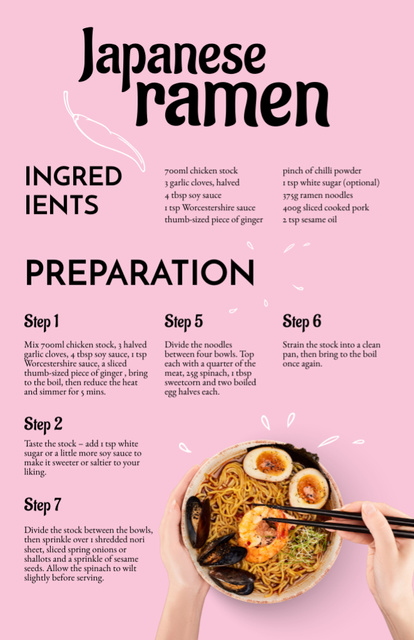 Japanese
ramen
INGRED
IENTS
700ml chicken stock
3 garlic cloves, halved
4 tbsp soy sauce
1 tsp Worcestershire sauce
thumb-sized piece of ginger
pinch of chilli powder
1 tsp white sugar (optional)
375g ramen noodles
400g sliced cooked pork
2 tsp sesame oil
PREPARATION
Step 1
Mix 700ml chicken stock, 3 halved
garlic cloves, 4 tbsp soy sauce, 1 tsp
Worcestershire sauce, a sliced
thumb-sized piece of ginger , bring
to the boil, then reduce the heat
and simmer for 5 mins.
Step 5
Divide the noodles
between four bowls. Top
each with a quarter of the
meat, 25g spinach, 1 tbsp
sweetcorn and two boiled
egg halves each.
Step 6
Strain the stock into a clean
pan, then bring to the boil
once again.
Step 2
Taste the stock – add 1 tsp white
sugar or a little more soy sauce to
make it sweeter or saltier to your
liking.
Step 7
Divide the stock between the bowls,
then sprinkle over 1 shredded nori
sheet, sliced spring onions or
shallots and a sprinkle of sesame
seeds. Allow the spinach to wilt
slightly before serving.